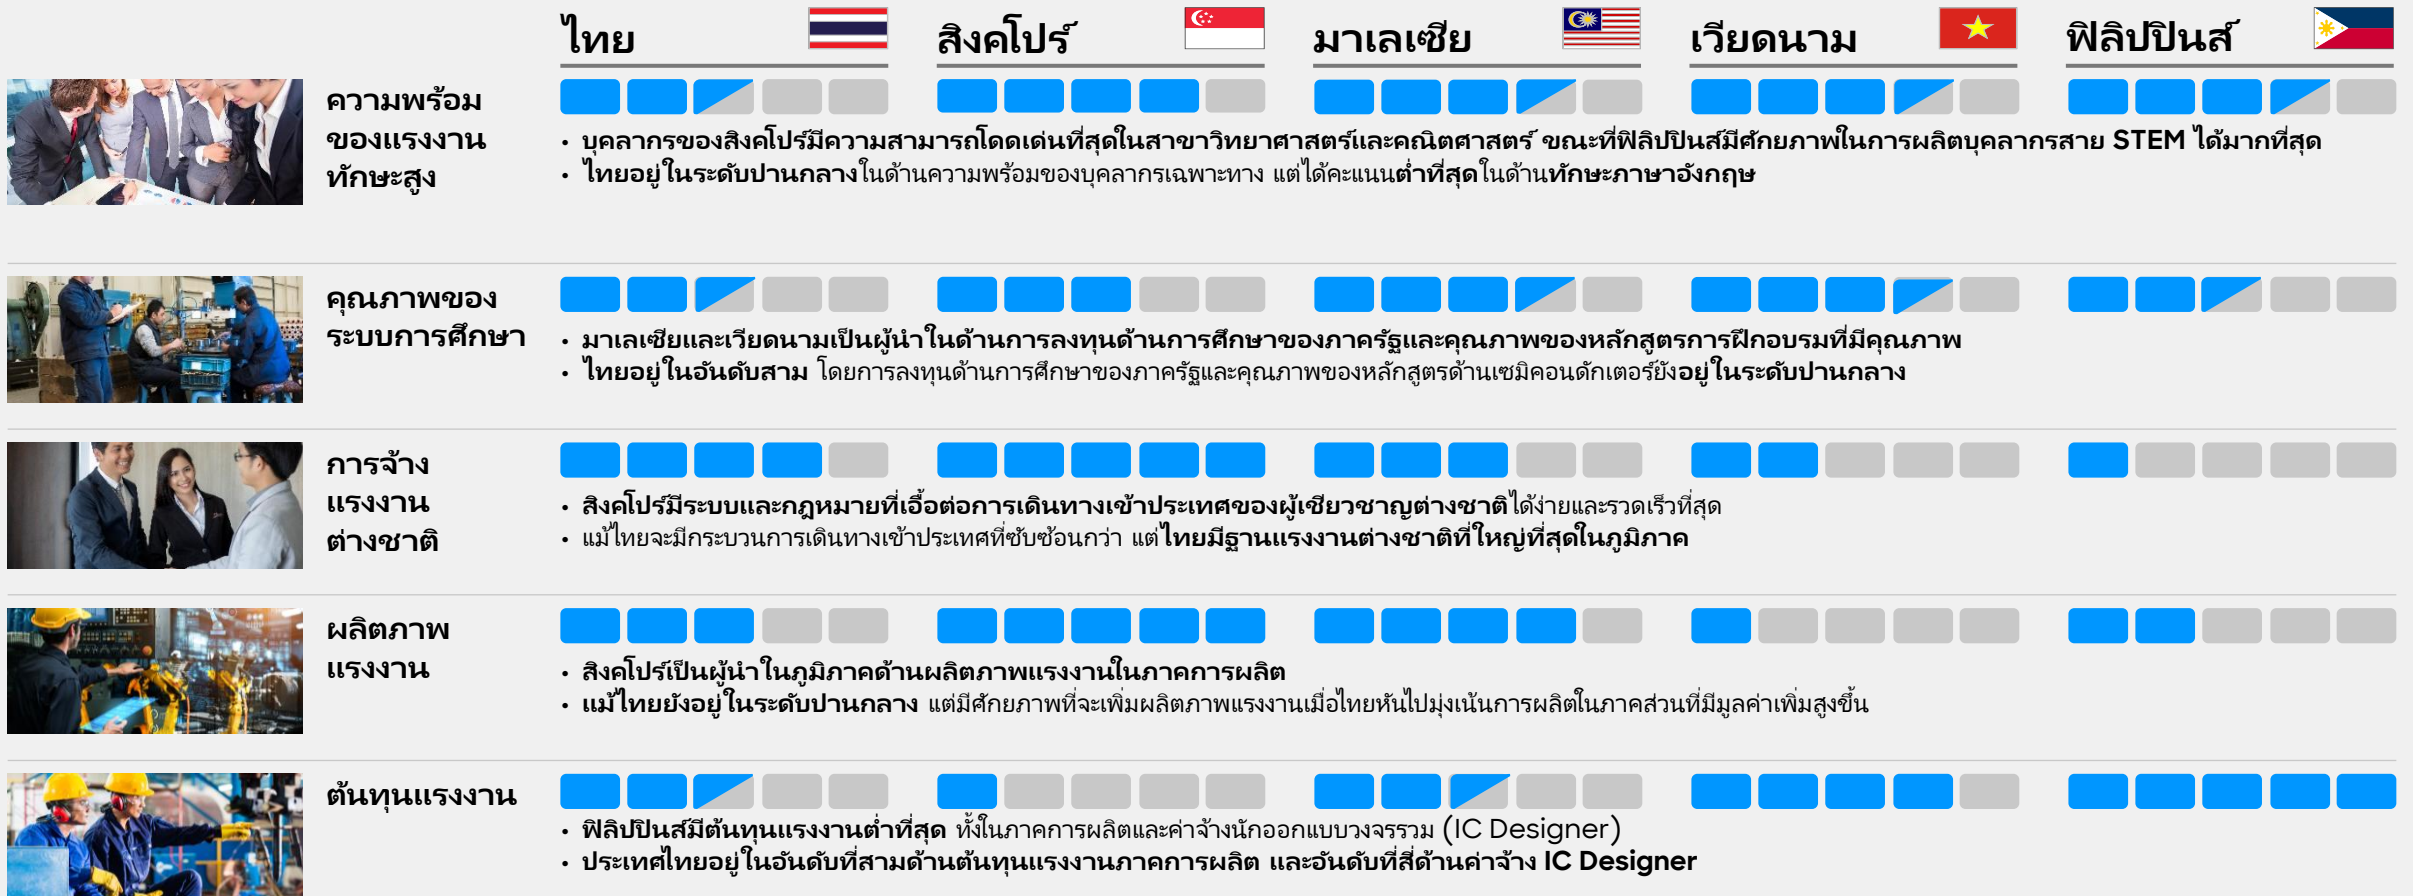 ไทย
สิงคโปร์
มาเลเซีย
เวียดนาม
ฟิลิปปินส์
ความพร้อม
ของแรงงาน
ทักษะสูง
• บุคลากรของสิงคโปร์มีความสามารถโดดเด่นที่สุดในสาขาวิทยาศาสตร์และคณิตศาสตร์ ขณะที่ฟิลิปปินส์มีศักยภาพในการผลิตบุคลากรสาย STEM ได้มากที่สุด
• ไทยอยู่ในระดับปานกลางในด้านความพร้อมของบุคลากรเฉพาะทาง แต่ได้คะแนนต่ำที่สุดในด้านทักษะภาษาอังกฤษ
คุณภาพของ
ระบบการศึกษา
• มาเลเซียและเวียดนามเป็นผู้นำในด้านการลงทุนด้านการศึกษาของภาครัฐและคุณภาพของหลักสูตรการฝึกอบรมที่มีคุณภาพ
• ไทยอยู่ในอันดับสาม โดยการลงทุนด้านการศึกษาของภาครัฐและคุณภาพของหลักสูตรด้านเซมิคอนดักเตอร์ยังอยู่ในระดับปานกลาง
การจ้าง
แรงงาน
ต่างชาติ
• สิงคโปร์มีระบบและกฎหมายที่เอื้อต่อการเดินทางเข้าประเทศของผู้เชียวชาญต่างชาติได้ง่ายและรวดเร็วที่สุด
• แม้ไทยจะมีกระบวนการเดินทางเข้าประเทศที่ซับซ้อนกว่า แต่ไทยมีฐานแรงงานต่างชาติที่ใหญ่ที่สุดในภูมิภาค
ผลิตภาพ
แรงงาน
• สิงคโปร์เป็นผู้นำในภูมิภาคด้านผลิตภาพแรงงานในภาคการผลิต
• แม้ไทยยังอยู่ในระดับปานกลาง แต่มีศักยภาพที่จะเพิ่มผลิตภาพแรงงานเมื่อไทยหันไปมุ่งเน้นการผลิตในภาคส่วนที่มีมูลค่าเพิ่มสูงขึ้น
ต้นทุนแรงงาน
• ฟิลิปปินส์มีต้นทุนแรงงานต่ำที่สุด ทั้งในภาคการผลิตและค่าจ้างนักออกแบบวงจรรวม (IC Designer)
• ประเทศไทยอยู่ในอันดับที่สามด้านต้นทุนแรงงานภาคการผลิต และอันดับที่สี่ด้านค่าจ้าง IC Designer